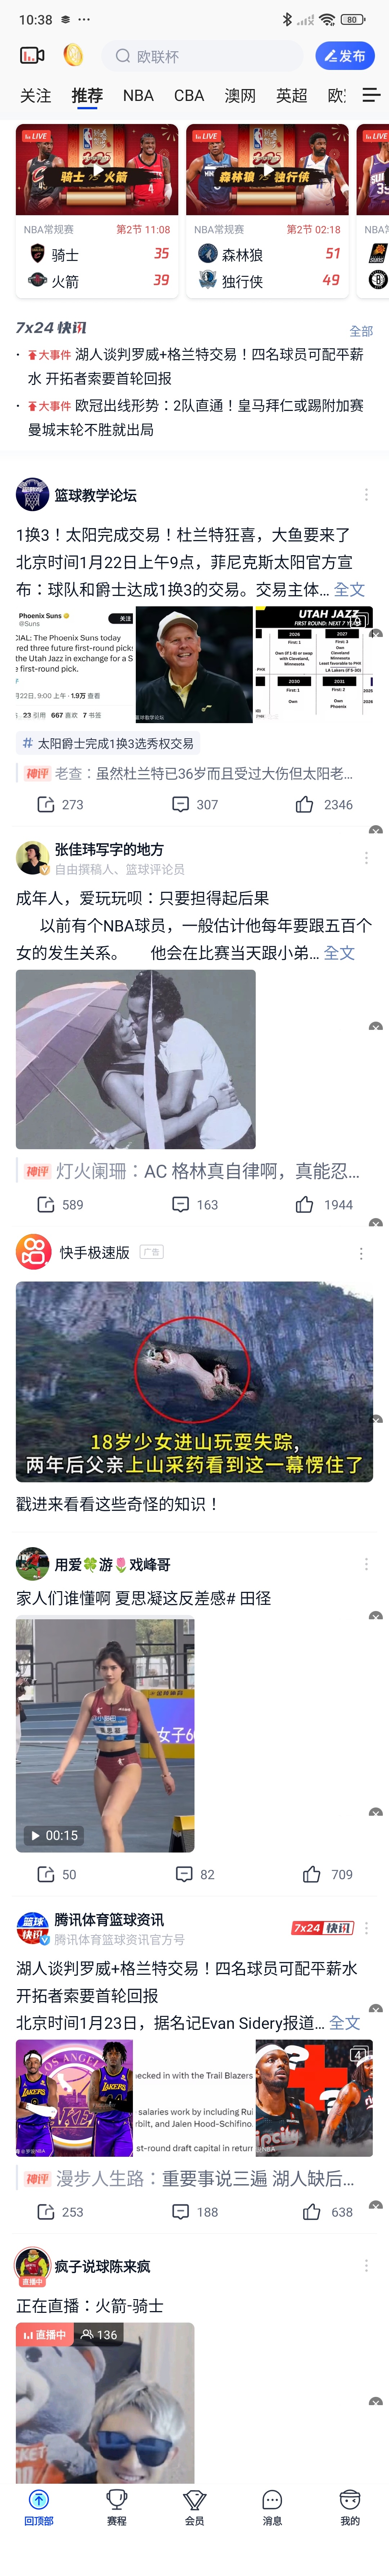 10:38
80
欧联杯
发布
关注 推荐 NBA CBA 澳网 英超 欧
LIVE
骑士 VS 火箭
NBA常规赛 第2节 11:08
骑士 35
火箭 39
LIVE
森林狼 VS 独行侠
NBA常规赛 第2节 02:18
森林狼 51
独行侠 49
LIVE
7x24 快讯 全部
大事件 湖人谈判罗威+格兰特交易！四名球员可配平薪
水 开拓者索要首轮回报
大事件 欧冠出线形势：2队直通！皇马拜仁或踢附加赛
曼城末轮不胜就出局
篮球教学论坛
1换3！太阳完成交易！杜兰特狂喜，大鱼要来了
北京时间1月22日上午9点，菲尼克斯太阳官方宣
布：球队和爵士达成1换3的交易。交易主体... 全文
Phoenix Suns
@Suns
关注
CIAL: The Phoenix Suns today
red three future first-round picks
the Utah Jazz in exchange for a S
first-round pick.
月22日, 9:00 上午 · 1.9万 查看
23 引用 667 喜欢 7 书签
UTAH JAZZ
FIRST ROUND: NEXT 7 Y
2026
2027
2030
2031
# 太阳爵士完成1换3选秀权交易
神评 老查：虽然杜兰特已36岁而且受过大伤但太阳老...
273 307 2346
张佳玮写字的地方
自由撰稿人、篮球评论员
成年人，爱玩玩呗：只要担得起后果
以前有个NBA球员，一般估计他每年要跟五百个
女的发生关系。 他会在比赛当天跟小弟... 全文
神评 灯火阑珊：AC 格林真自律啊，真能忍...
589 163 1944
快手极速版 广告
18岁少女进山玩耍失踪，
两年后父亲上山采药看到这一幕愣住了
戳进来看看这些奇怪的知识！
用爱🍀游🌷戏峰哥
家人们谁懂啊 夏思凝这反差感# 田径
女子6
00:15
50 82 709
篮球
快讯
腾讯体育篮球资讯
腾讯体育篮球资讯官方号
7x24 快讯
湖人谈判罗威+格兰特交易！四名球员可配平薪水
开拓者索要首轮回报
北京时间1月23日，据名记Evan Sidery报道... 全文
LOS ANGELES
LAKERS
LAKERS
ecked in with the Trail Blazers
salaries work by including Rui
rbit, and Jalen Hood-Schifino.
st-round draft capital in return
4
神评 漫步人生路：重要事说三遍 湖人缺后...
253 188 638
疯子说球陈来疯
直播中
正在直播：火箭-骑士
直播中 136
回顶部 赛程 会员 消息 我的